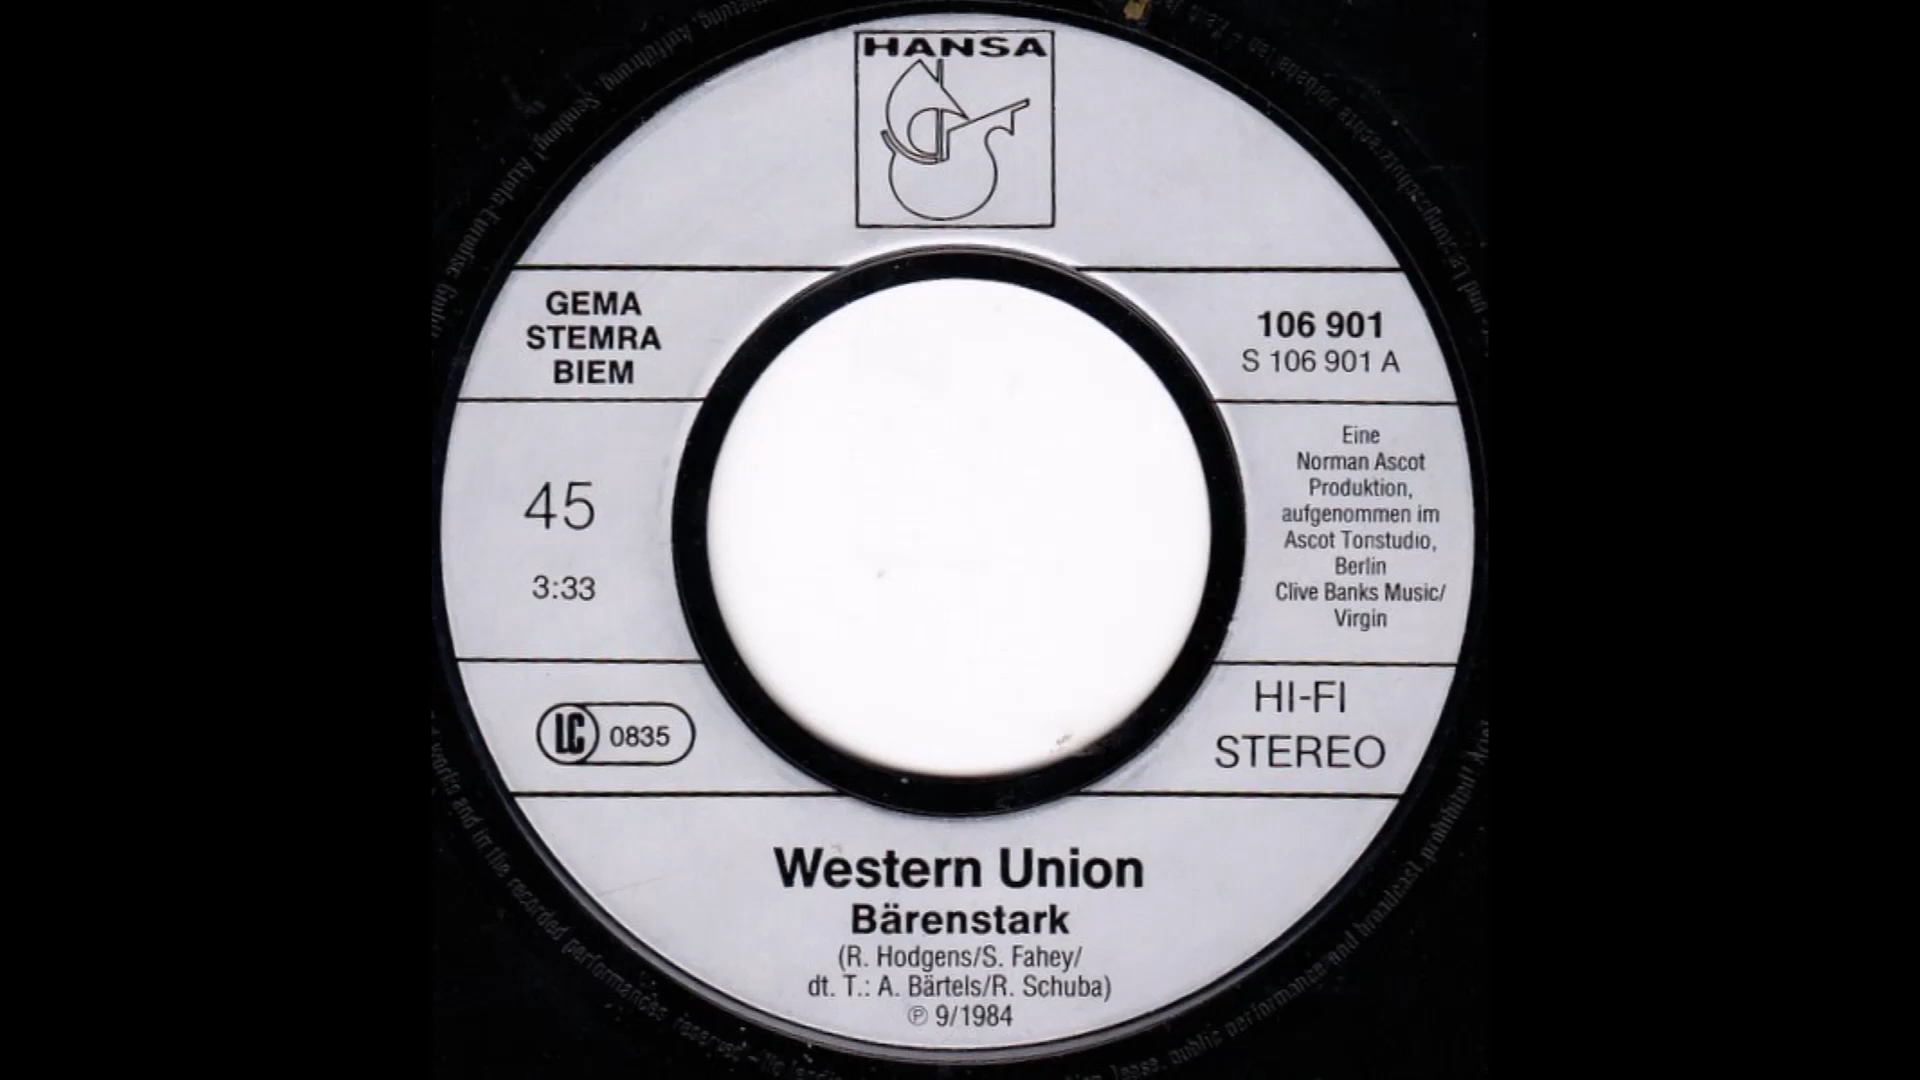 HANSA
GEMA
STEMRA
BIEM
106 901
S 106 901 A
45
3:33
Eine
Norman Ascot
Produktion,
aufgenommen im
Ascot Tonstudio,
Berlin
Clive Banks Music/
Virgin
LC 0835
HI-FI
STEREO
Western Union
Bärenstark
(R. Hodgens/S. Fahey/
dt. T.: A. Bärtels/R. Schuba)
℗ 9/1984